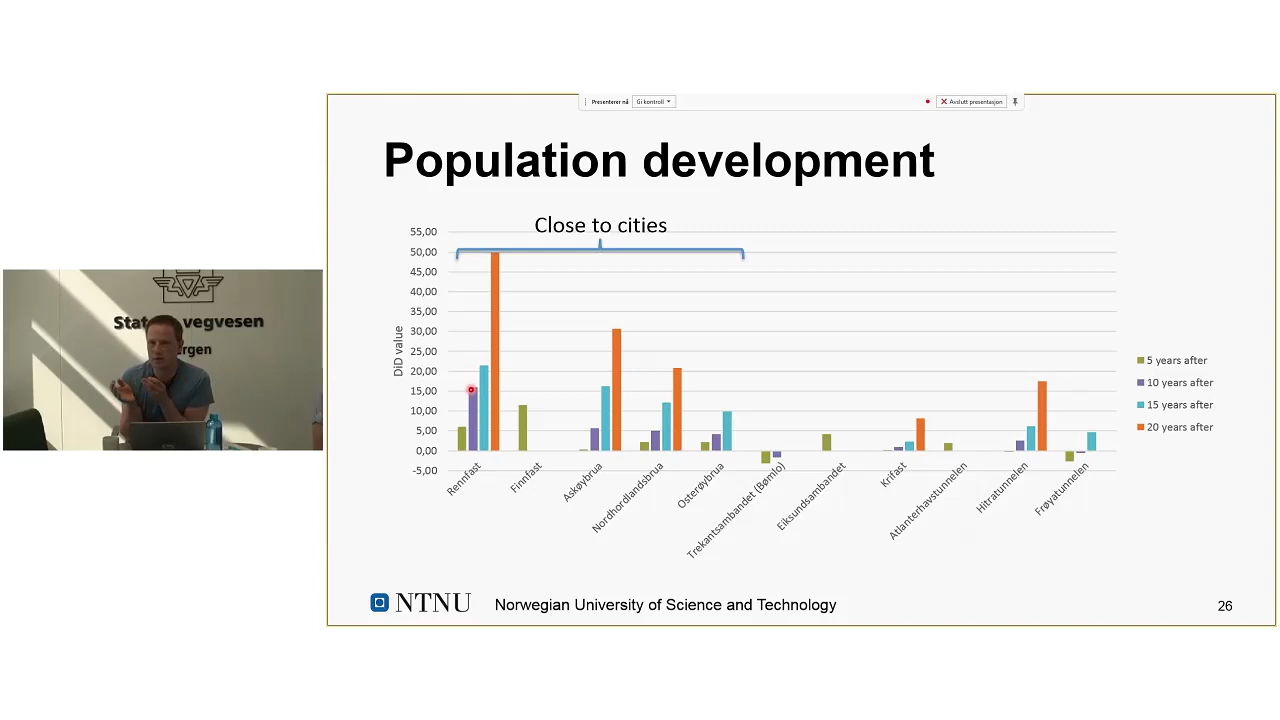 Presenterer nå
Gi kontroll
Avslutt presentasjon
Population development
Close to cities
55,00
50,00
45,00
40,00
35,00
30,00
25,00
20,00
15,00
10,00
5,00
0,00
-5,00
DiD value
Rennfast
Finnfast
Askøybrua
Nordhordlandsbrua
Osterøybrua
Trekantsambandet (Bømlo)
Eiksundsambandet
Krifast
Atlanterhavstunnelen
Hitratunnelen
Frøyatunnelen
5 years after
10 years after
15 years after
20 years after
NTNU
Norwegian University of Science and Technology
26
vegvesen